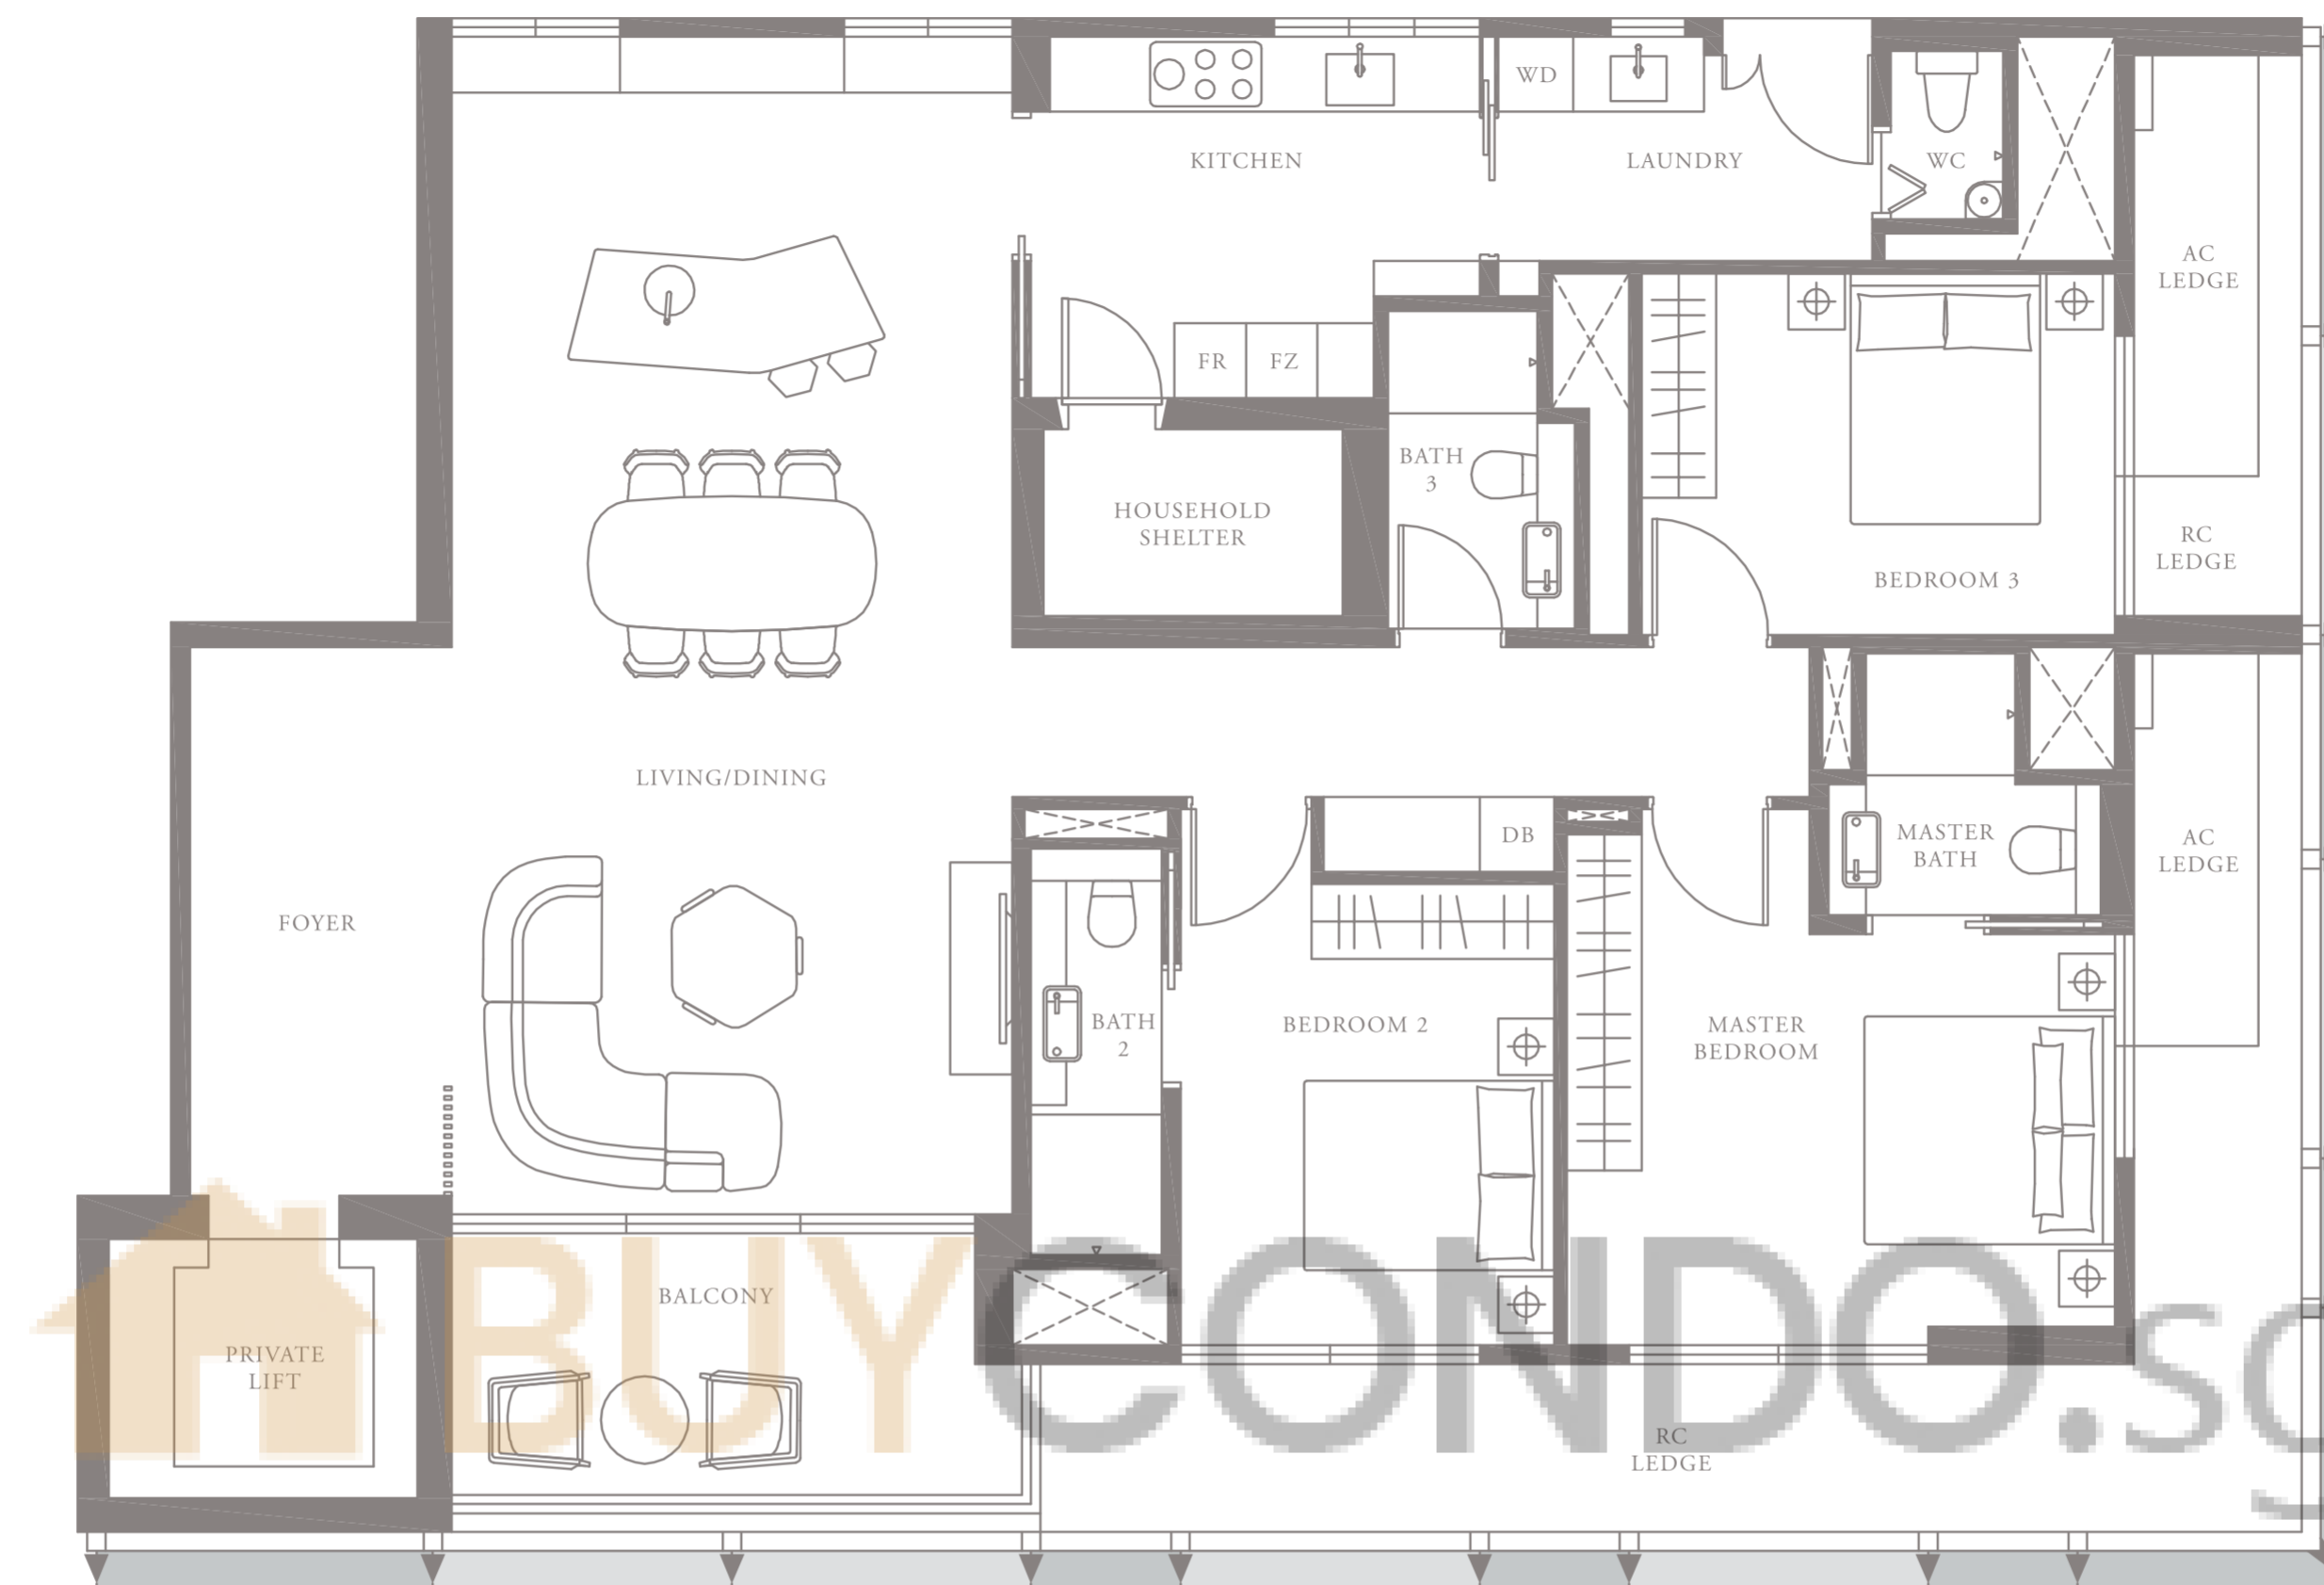 WD
KITCHEN
LAUNDRY
WC
AC
LEDGE
FR
FZ
BATH
3
HOUSEHOLD
SHELTER
RC
LEDGE
BEDROOM 3
LIVING/DINING
DB
MASTER
BATH
AC
LEDGE
FOYER
BATH
2
BEDROOM 2
MASTER
BEDROOM
BALCONY
PRIVATE
LIFT
BUYCONDO.sg
RC
LEDGE